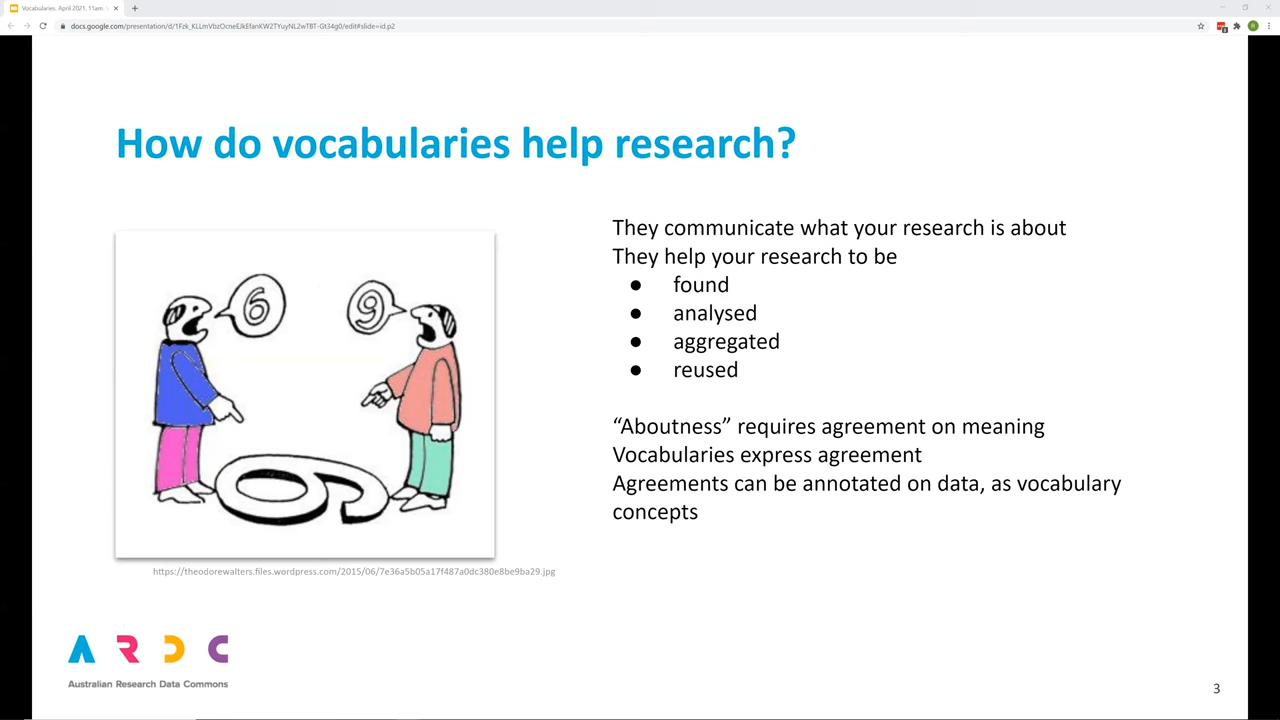 Vocabularies. April 2021. 11am.
docs.google.com/presentation/d/1Fzk_KLLmVbzOcneEJkEfanKW2TYuyNL2wTBT-Gt34g0/edit#slide=id.p2
How do vocabularies help research?
6
9
They communicate what your research is about
They help your research to be
● found
● analysed
● aggregated
● reused
“Aboutness” requires agreement on meaning
Vocabularies express agreement
Agreements can be annotated on data, as vocabulary
concepts
https://theodorewalters.files.wordpress.com/2015/06/7e36a5b05a17f487a0dc380e8be9ba29.jpg
ARDC
Australian Research Data Commons
3